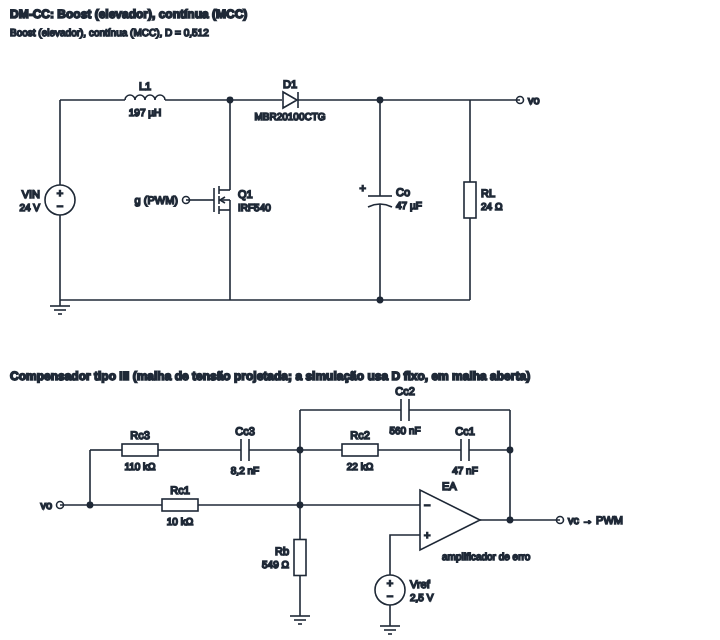 DM-CC: Boost (elevador), contínua (MCC)
Boost (elevador), contínua (MCC), D = 0,512
L1
197 µH
D1
MBR20100CTG
vo
VIN
24 V
+
−
g (PWM)
Q1
IRF540
+
Co
47 µF
RL
24 Ω
Compensador tipo III (malha de tensão projetada; a simulação usa D fixo, em malha aberta)
Cc2
560 nF
Rc3
110 kΩ
Cc3
8,2 nF
Rc2
22 kΩ
Cc1
47 nF
vo
Rc1
10 kΩ
EA
−
+
vc → PWM
amplificador de erro
Rb
549 Ω
+
−
Vref
2,5 V